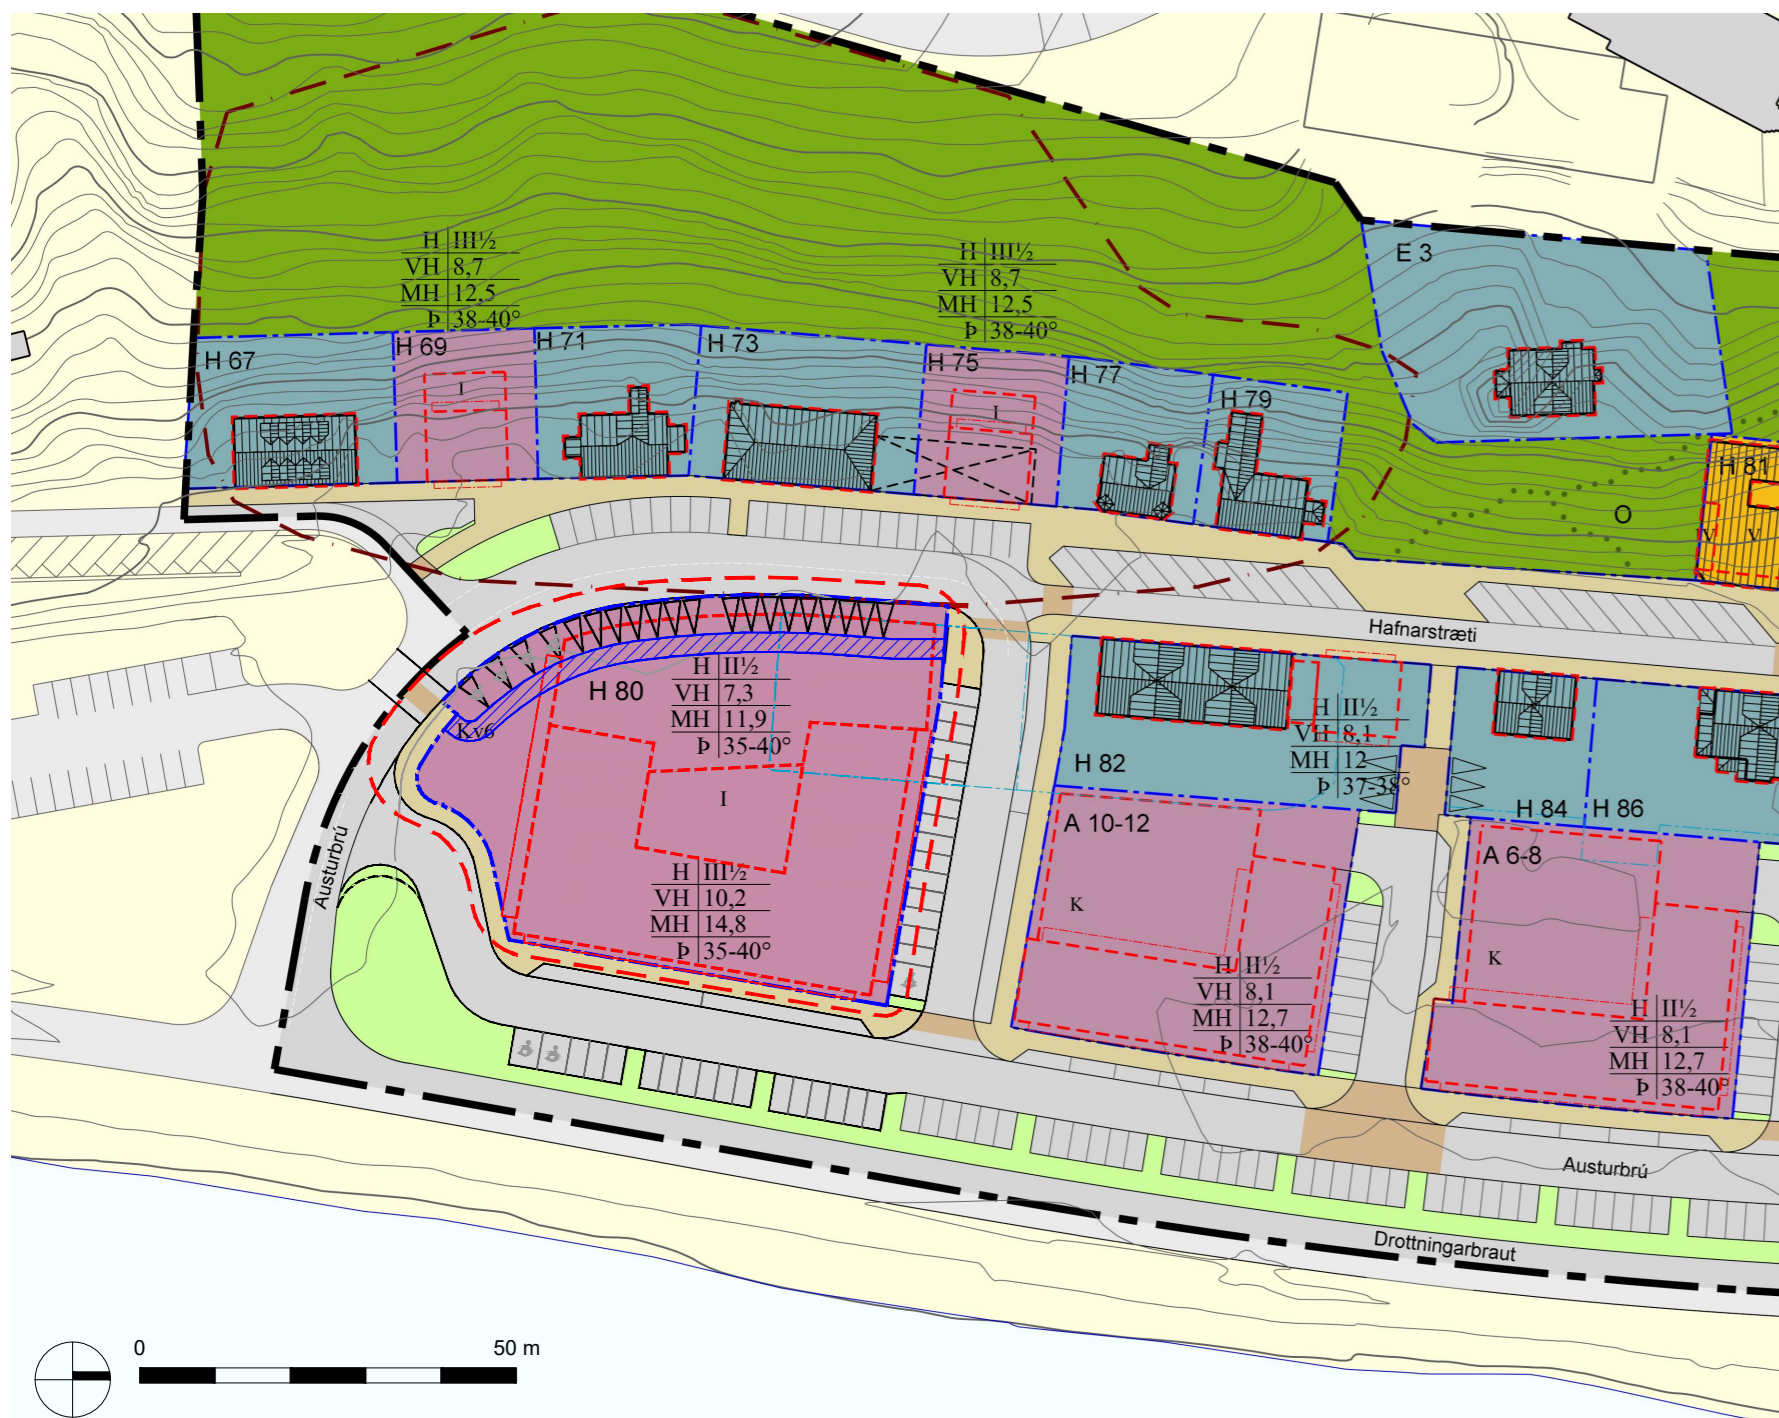 H III½
VH 8,7
MH 12,5
Þ 38-40°
H III½
VH 8,7
MH 12,5
Þ 38-40°
E 3
H 67
H 69
H 71
H 73
H 75
H 77
H 79
I
I
H 81
O
V
V
Hafnarstræti
H 80
Kv6
H II½
VH 7,3
MH 11,9
Þ 35-40°
I
H III½
VH 10,2
MH 14,8
Þ 35-40°
H 82
H II½
VH 8,1
MH 12
Þ 37-38°
H 84
H 86
A 10-12
K
H II½
VH 8,1
MH 12,7
Þ 38-40°
A 6-8
K
H II½
VH 8,1
MH 12,7
Þ 38-40°
Austurbrú
Austurbrú
Drottningarbraut
0
50 m